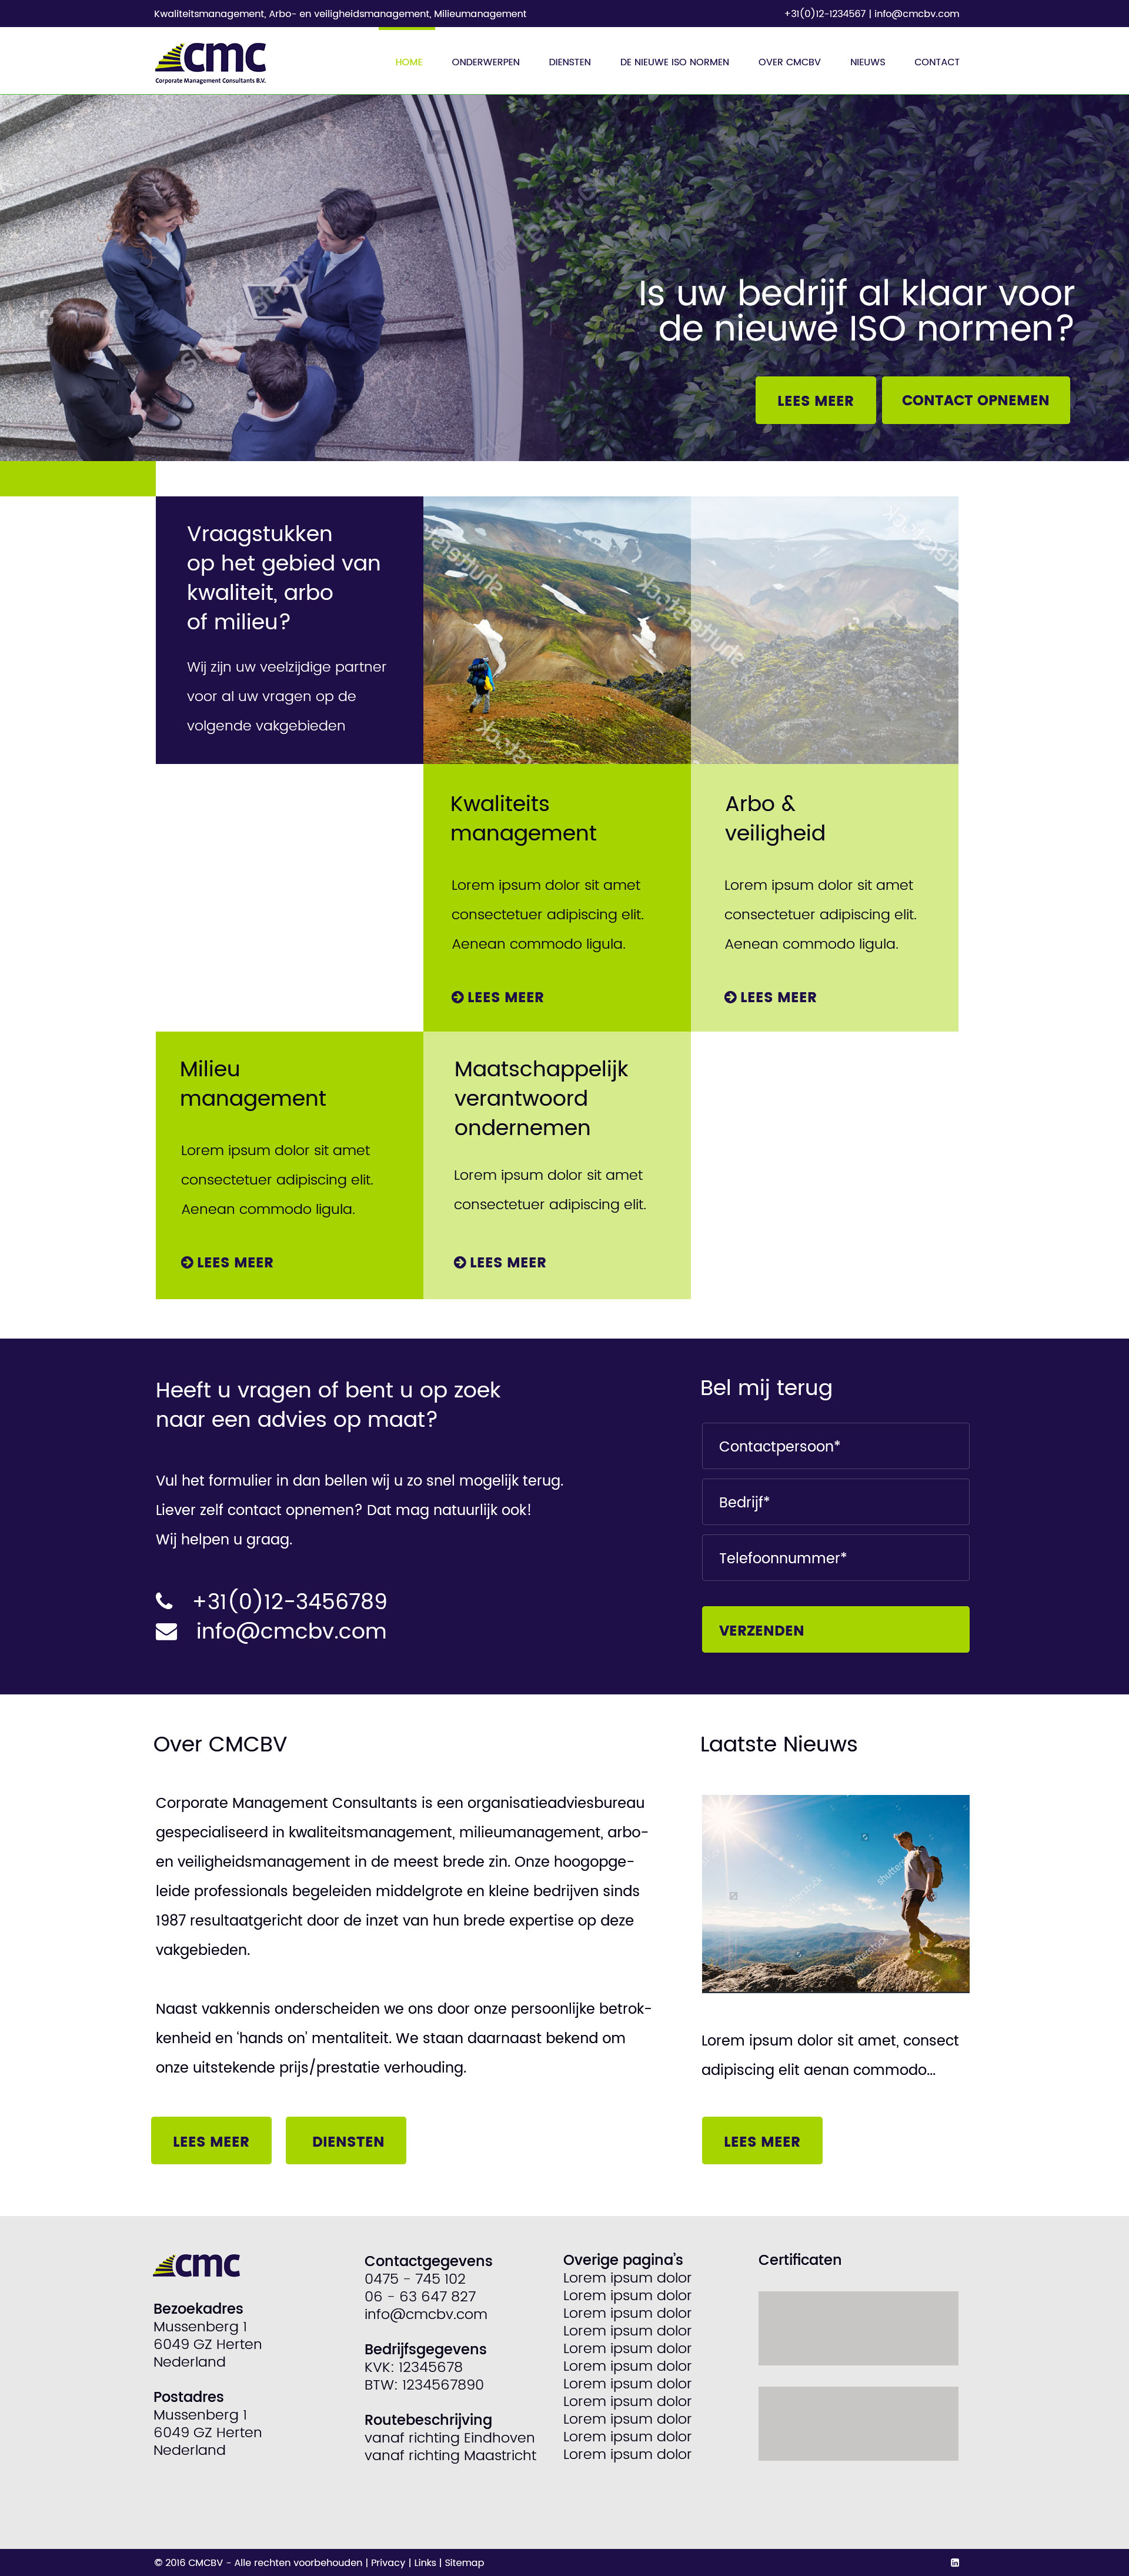 Kwaliteitsmanagement, Arbo- en veiligheidsmanagement, Milieumanagement
+31(0)12-1234567 | info@cmcbv.com
cmc
Corporate Management Consultants B.V.
HOME
ONDERWERPEN
DIENSTEN
DE NIEUWE ISO NORMEN
OVER CMCBV
NIEUWS
CONTACT
Is uw bedrijf al klaar voor
de nieuwe ISO normen?
LEES MEER
CONTACT OPNEMEN
Vraagstukken
op het gebied van
kwaliteit, arbo
of milieu?
Wij zijn uw veelzijdige partner
voor al uw vragen op de
volgende vakgebieden
shutterstock
Kwaliteits
management
Lorem ipsum dolor sit amet
consectetuer adipiscing elit.
Aenean commodo ligula.
LEES MEER
Arbo &
veiligheid
Lorem ipsum dolor sit amet
consectetuer adipiscing elit.
Aenean commodo ligula.
LEES MEER
Milieu
management
Lorem ipsum dolor sit amet
consectetuer adipiscing elit.
Aenean commodo ligula.
LEES MEER
Maatschappelijk
verantwoord
ondernemen
Lorem ipsum dolor sit amet
consectetuer adipiscing elit.
LEES MEER
Heeft u vragen of bent u op zoek
naar een advies op maat?
Vul het formulier in dan bellen wij u zo snel mogelijk terug.
Liever zelf contact opnemen? Dat mag natuurlijk ook!
Wij helpen u graag.
+31(0)12-3456789
info@cmcbv.com
Bel mij terug
Contactpersoon*
Bedrijf*
Telefoonnummer*
VERZENDEN
Over CMCBV
Corporate Management Consultants is een organisatieadviesbureau
gespecialiseerd in kwaliteitsmanagement, milieumanagement, arbo-
en veiligheidsmanagement in de meest brede zin. Onze hoogopge-
leide professionals begeleiden middelgrote en kleine bedrijven sinds
1987 resultaatgericht door de inzet van hun brede expertise op deze
vakgebieden.
Naast vakkennis onderscheiden we ons door onze persoonlijke betrok-
kenheid en 'hands on' mentaliteit. We staan daarnaast bekend om
onze uitstekende prijs/prestatie verhouding.
LEES MEER
DIENSTEN
Laatste Nieuws
shutterstock
Lorem ipsum dolor sit amet, consect
adipiscing elit aenan commodo...
LEES MEER
cmc
Bezoekadres
Mussenberg 1
6049 GZ Herten
Nederland
Postadres
Mussenberg 1
6049 GZ Herten
Nederland
Contactgegevens
0475 - 745 102
06 - 63 647 827
info@cmcbv.com
Bedrijfsgegevens
KVK: 12345678
BTW: 1234567890
Routebeschrijving
vanaf richting Eindhoven
vanaf richting Maastricht
Overige pagina's
Lorem ipsum dolor
Lorem ipsum dolor
Lorem ipsum dolor
Lorem ipsum dolor
Lorem ipsum dolor
Lorem ipsum dolor
Lorem ipsum dolor
Lorem ipsum dolor
Lorem ipsum dolor
Lorem ipsum dolor
Lorem ipsum dolor
Certificaten
© 2016 CMCBV - Alle rechten voorbehouden | Privacy | Links | Sitemap
in